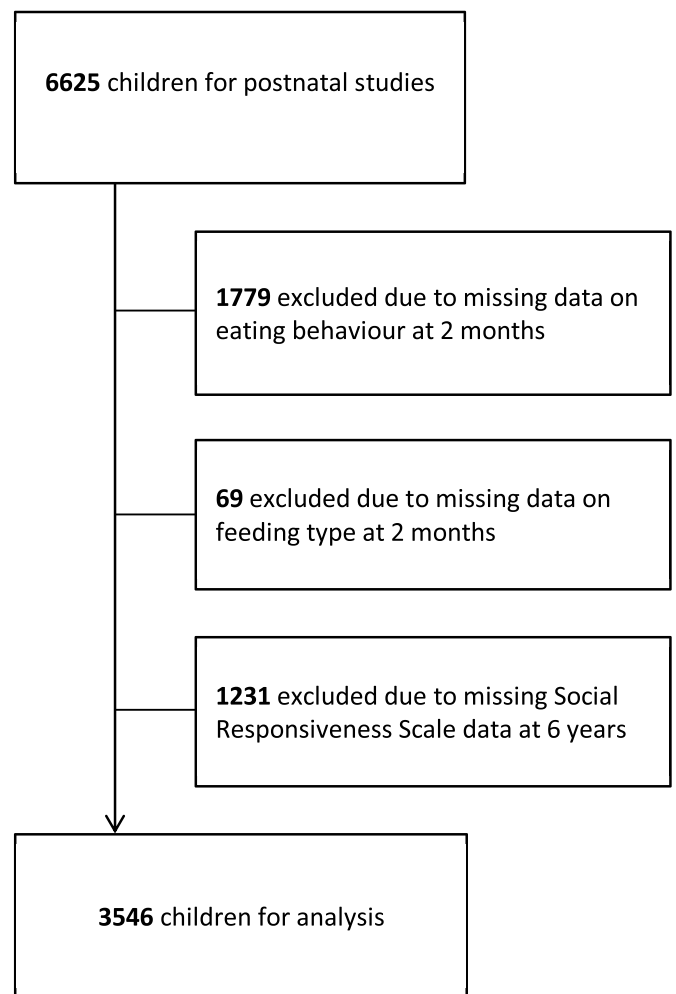 6625 children for postnatal studies
1779 excluded due to missing data on
eating behaviour at 2 months
69 excluded due to missing data on
feeding type at 2 months
1231 excluded due to missing Social
Responsiveness Scale data at 6 years
3546 children for analysis